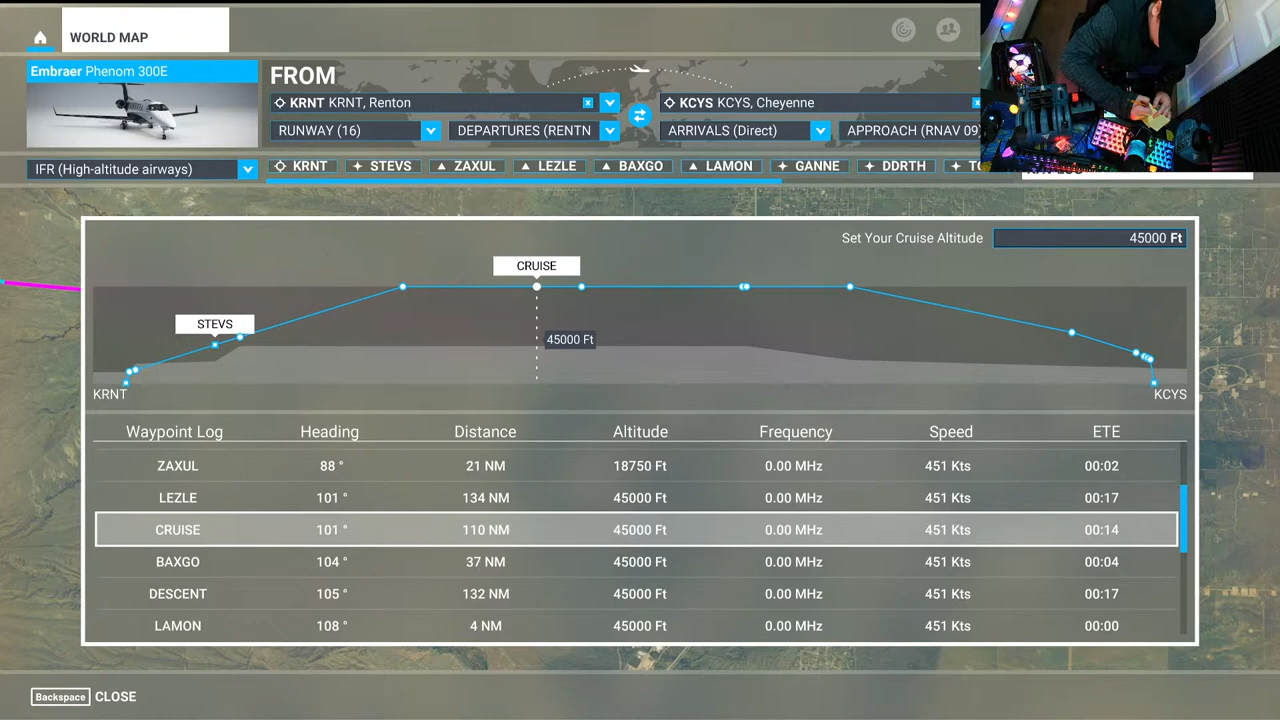 WORLD MAP
Embraer Phenom 300E
FROM
KRNT KRNT, Renton
KCYS KCYS, Cheyenne
RUNWAY (16)
DEPARTURES (RENTN
ARRIVALS (Direct)
APPROACH (RNAV 09)
IFR (High-altitude airways)
KRNT STEVS ZAXUL LEZLE BAXGO LAMON GANNE DDRTH
Set Your Cruise Altitude 45000 Ft
CRUISE
STEVS
45000 Ft
KRNT
KCYS
Waypoint Log Heading Distance Altitude Frequency Speed ETE
ZAXUL 88 ° 21 NM 18750 Ft 0.00 MHz 451 Kts 00:02
LEZLE 101 ° 134 NM 45000 Ft 0.00 MHz 451 Kts 00:17
CRUISE 101 ° 110 NM 45000 Ft 0.00 MHz 451 Kts 00:14
BAXGO 104 ° 37 NM 45000 Ft 0.00 MHz 451 Kts 00:04
DESCENT 105 ° 132 NM 45000 Ft 0.00 MHz 451 Kts 00:17
LAMON 108 ° 4 NM 45000 Ft 0.00 MHz 451 Kts 00:00
Backspace CLOSE